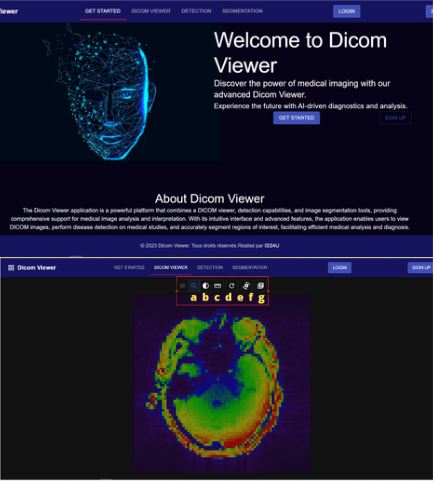 iewer GET STARTED DICOM VIEWER DETECTION SEGMENTATION LOGIN S
Welcome to Dicom
Viewer
Discover the power of medical imaging with our
advanced Dicom Viewer.
Experience the future with AI-driven diagnostics and analysis.
GET STARTED SIGN UP
About Dicom Viewer
The Dicom Viewer application is a powerful platform that combines a DICOM viewer, detection capabilities, and image segmentation tools, providing
comprehensive support for medical image analysis and interpretation. With its intuitive interface and advanced features, the application enables users to view
DICOM images, perform disease detection on medical studies, and accurately segment regions of interest, facilitating efficient medical analysis and diagnosis.
© 2023 Dicom Viewer. Tous droits réservés.Réalisé par ISS4U
Dicom Viewer GET STARTED DICOM VIEWER DETECTION SEGMENTATION LOGIN SIGN UP
a b c d e f g